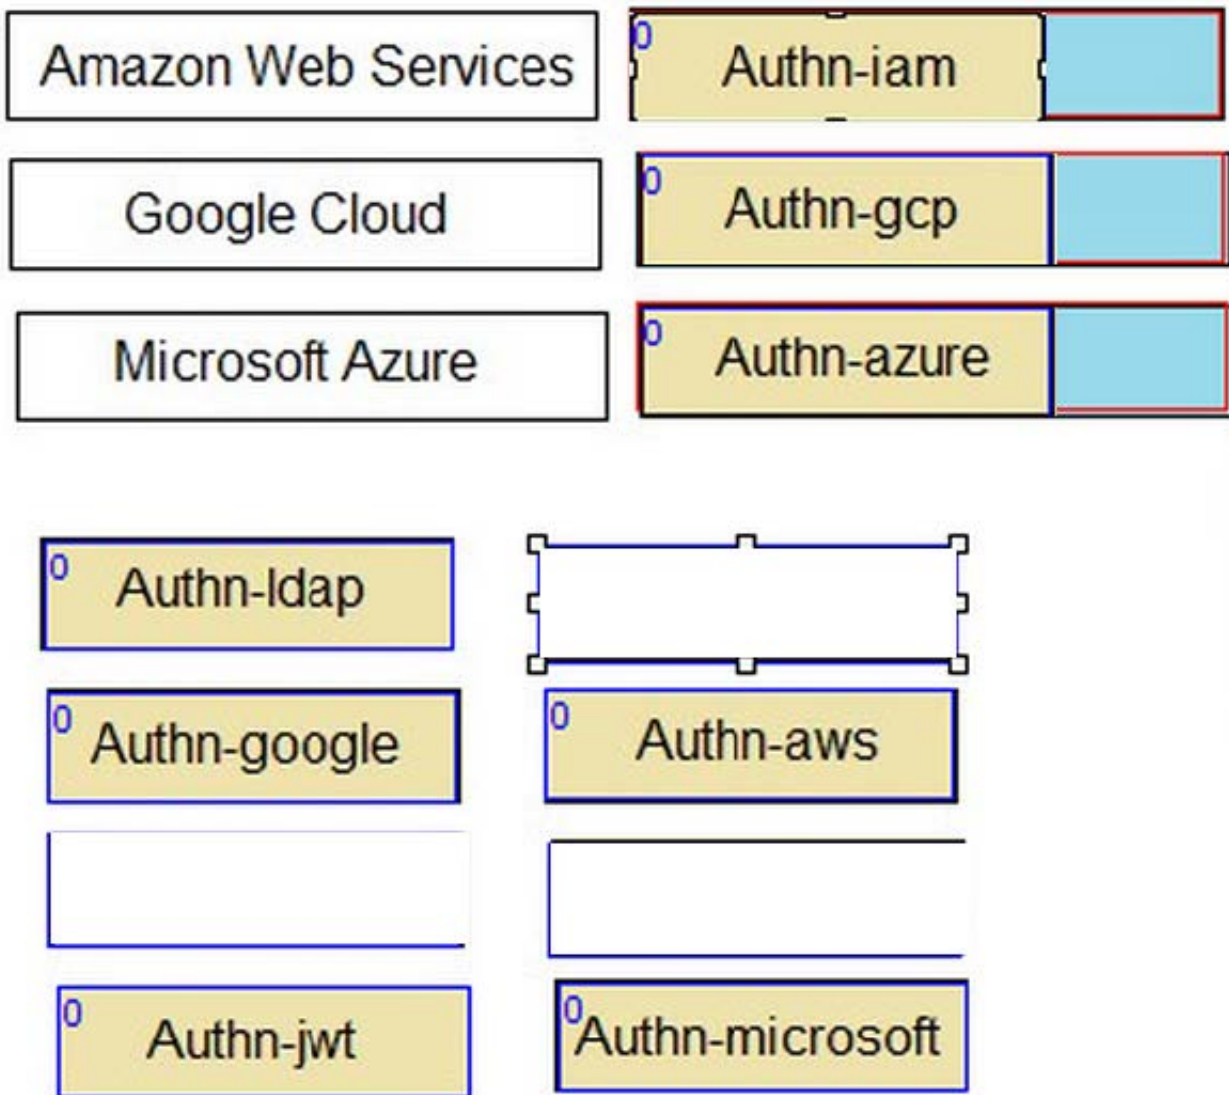 Amazon Web Services 0 Authn-iam
Google Cloud 0 Authn-gcp
Microsoft Azure 0 Authn-azure
0 Authn-ldap
0 Authn-google 0 Authn-aws
0 Authn-jwt 0 Authn-microsoft